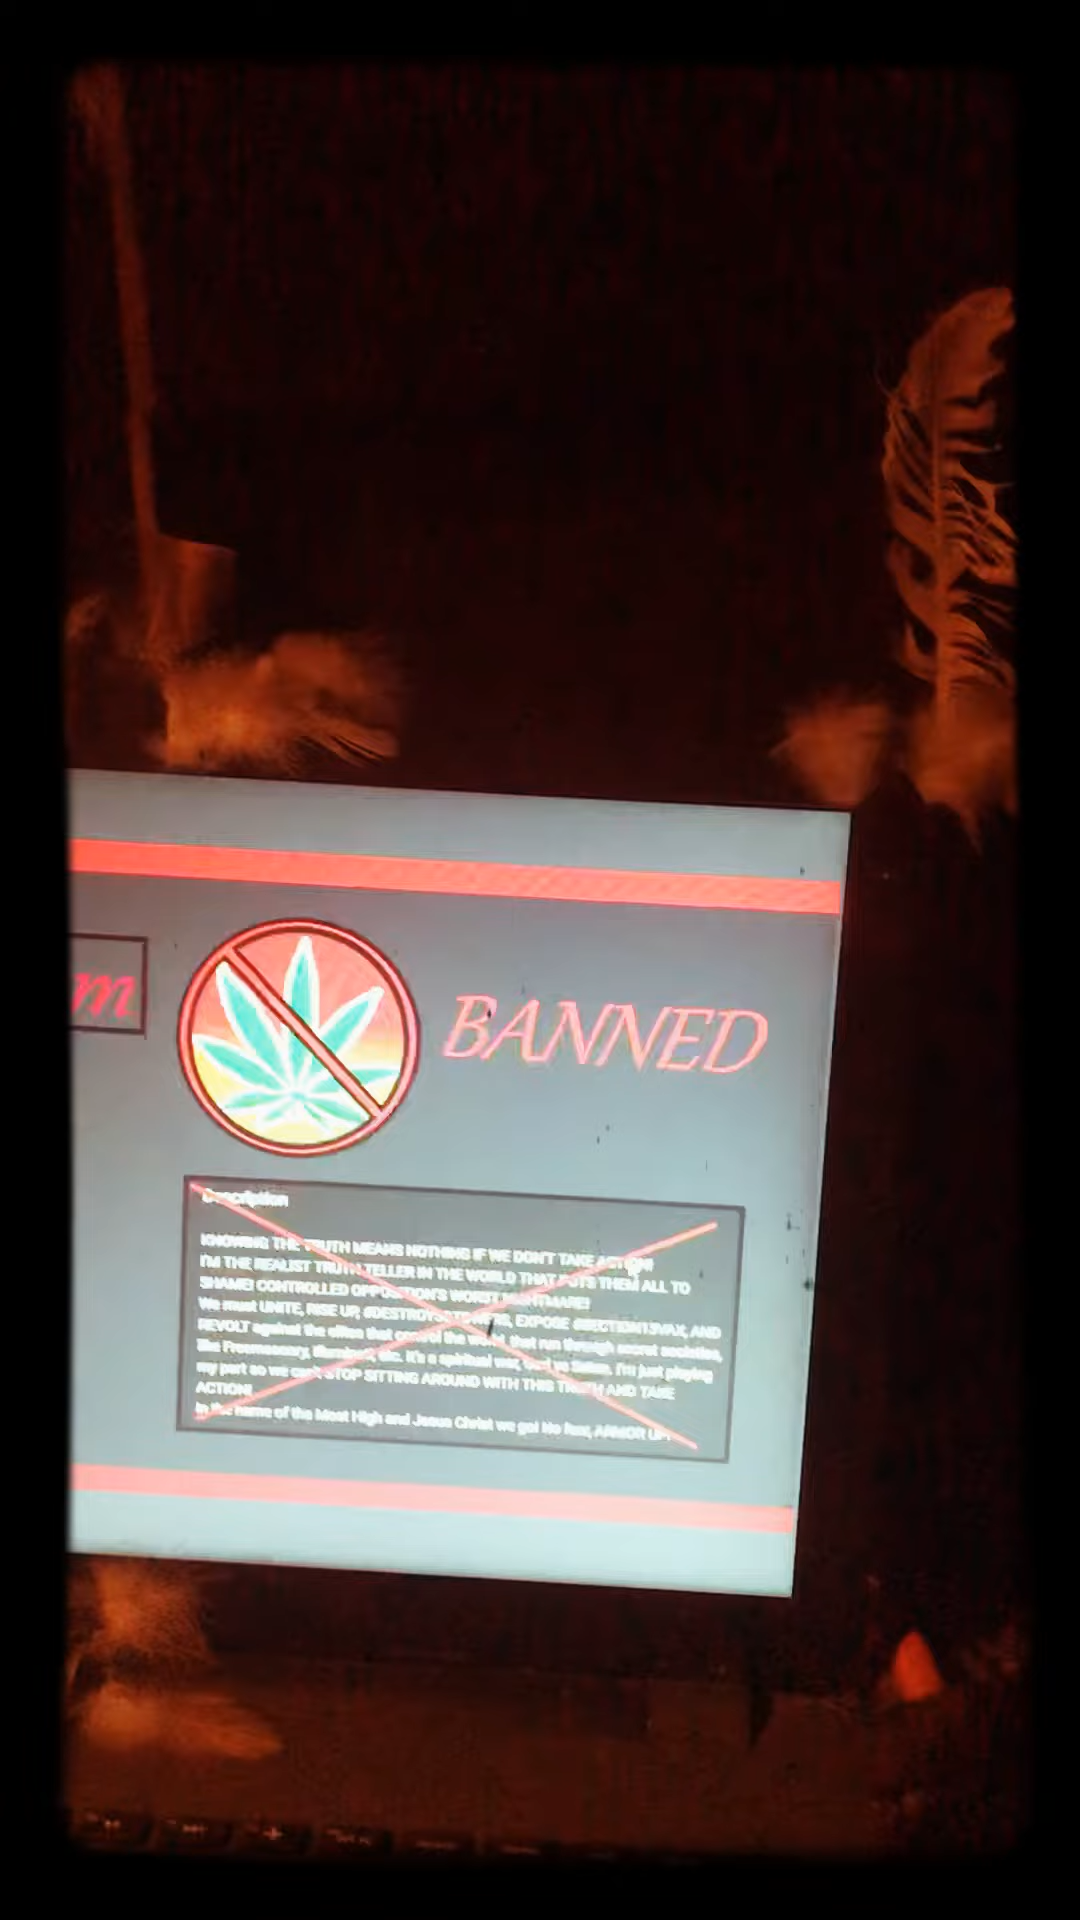 m
BANNED
Description
KNOWING THE TRUTH MEANS NOTHING IF WE DON'T TAKE ACTION!
I'M THE REALIST TRUTH TELLER IN THE WORLD THAT PUTS THEM ALL TO
SHAME! CONTROLLED OPPOSITION'S WORST NIGHTMARE!
We must UNITE, RISE UP, EXPOSE AND
REVOLT against the elites that control the that run through secret societies,
The Freemasonry, etc. It's a spiritual war, God vs Satan. I'm just playing
my part so we can't STOP SITTING AROUND WITH THIS TRUTH AND TAKE
ACTION!
In the name of the Most High and Jesus Christ we got No fear, ARMOR UP!